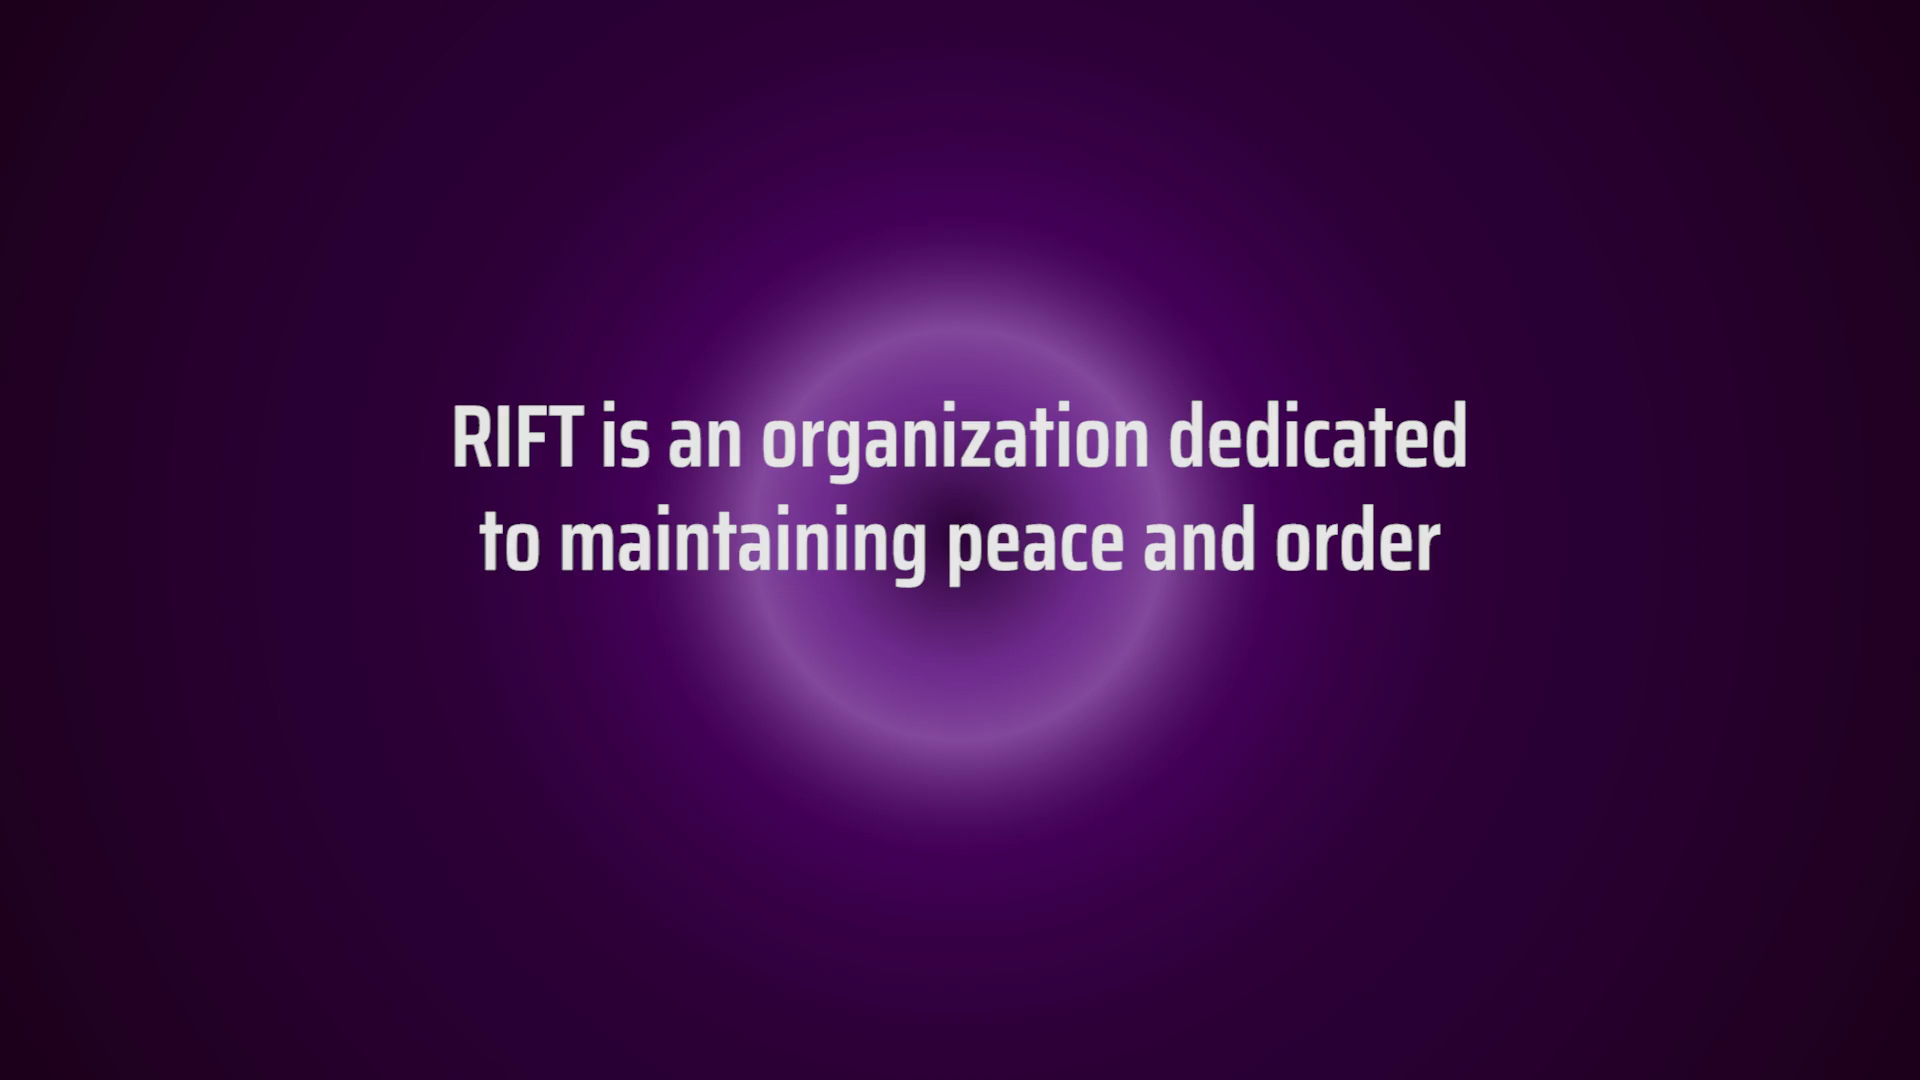 RIFT is an organization dedicated
to maintaining peace and order